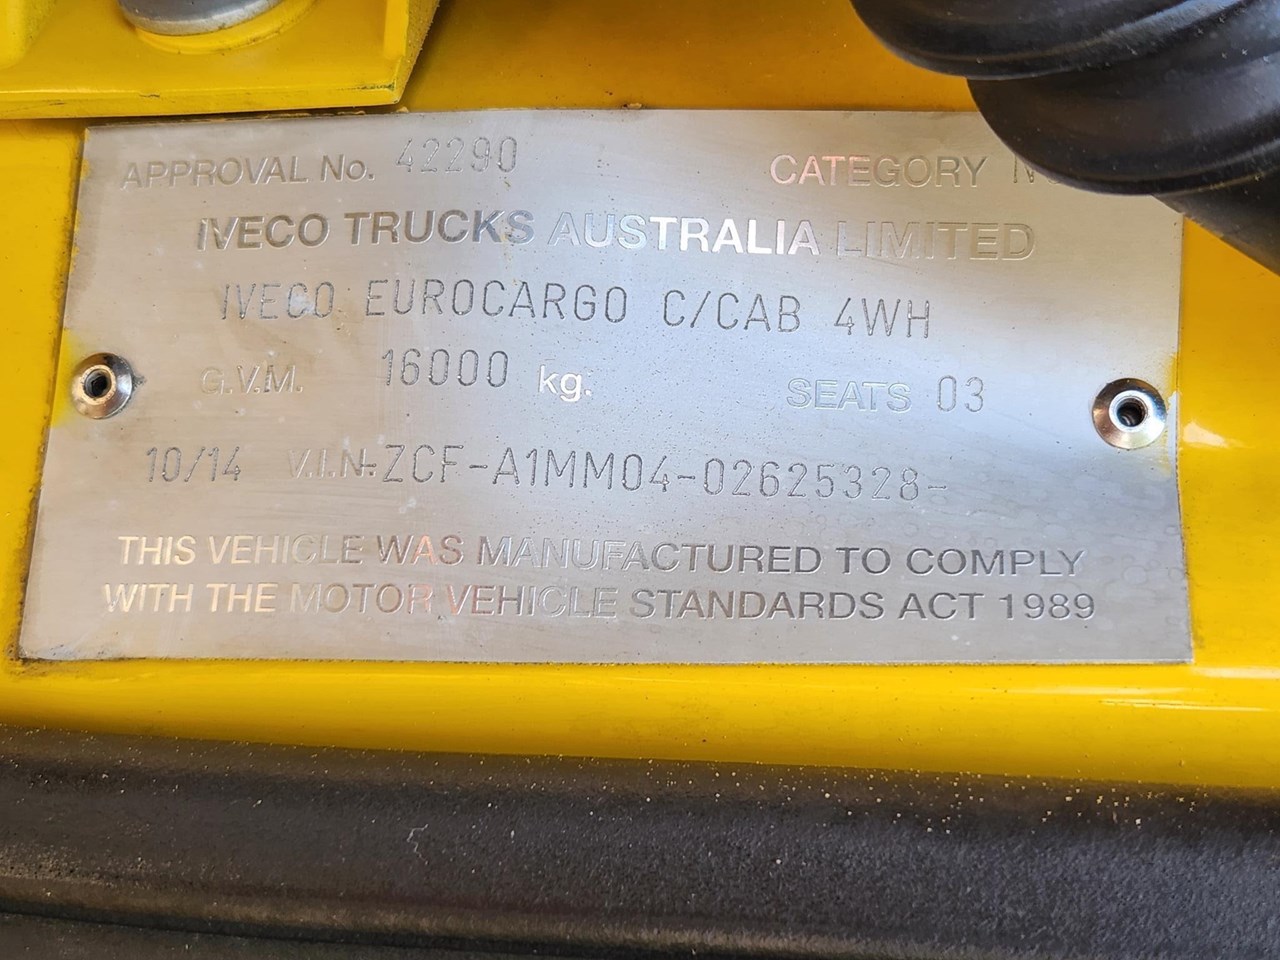 APPROVAL No. 42290 CATEGORY
IVECO TRUCKS AUSTRALIA LIMITED
IVECO EUROCARGO C/CAB 4WH
G.V.M. 16000 kg. SEATS 03
10/14 V.I.N.-ZCF-A1MM04-02625328-
THIS VEHICLE WAS MANUFACTURED TO COMPLY
WITH THE MOTOR VEHICLE STANDARDS ACT 1989